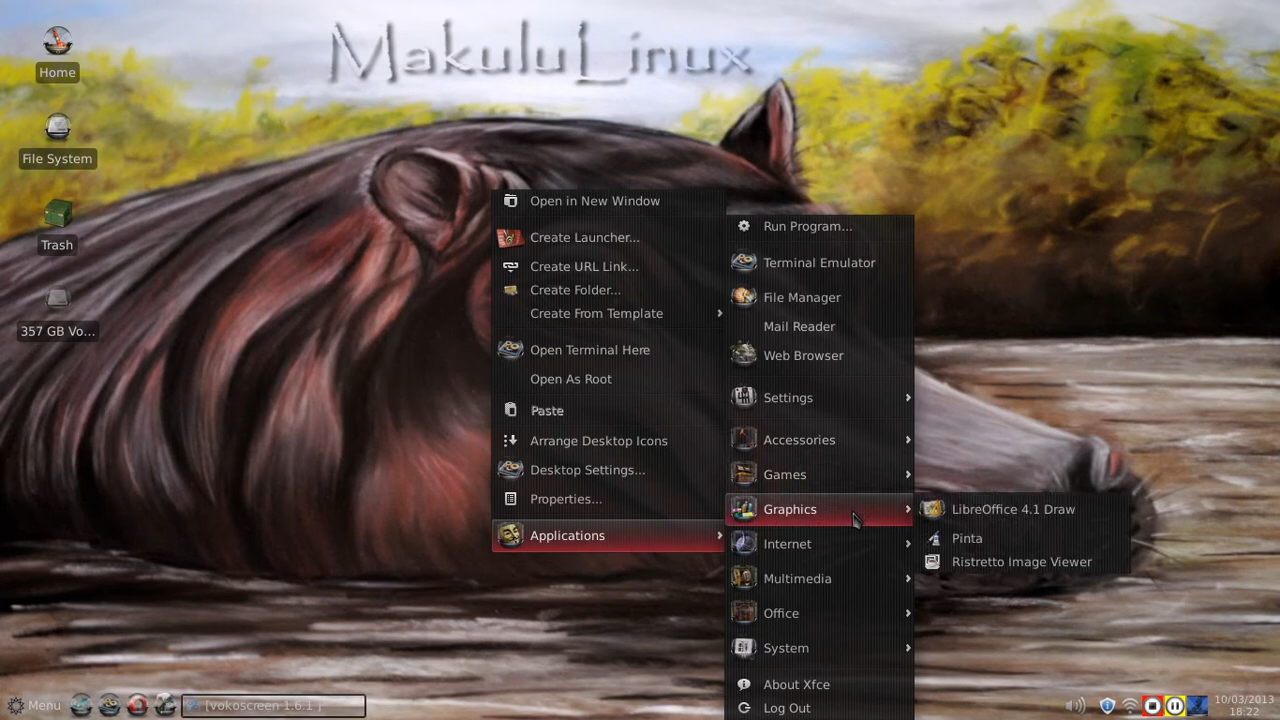 MakuluLinux
Home
File System
Trash
357 GB Vo...
Open in New Window
Create Launcher...
Create URL Link...
Create Folder...
Create From Template
Open Terminal Here
Open As Root
Paste
Arrange Desktop Icons
Desktop Settings...
Properties...
Applications
Run Program...
Terminal Emulator
File Manager
Mail Reader
Web Browser
Settings
Accessories
Games
Graphics
Internet
Multimedia
Office
System
About Xfce
Log Out
LibreOffice 4.1 Draw
Pinta
Ristretto Image Viewer
Menu
[vokoscreen 1.6.1 ]
10/03/2013
18:22